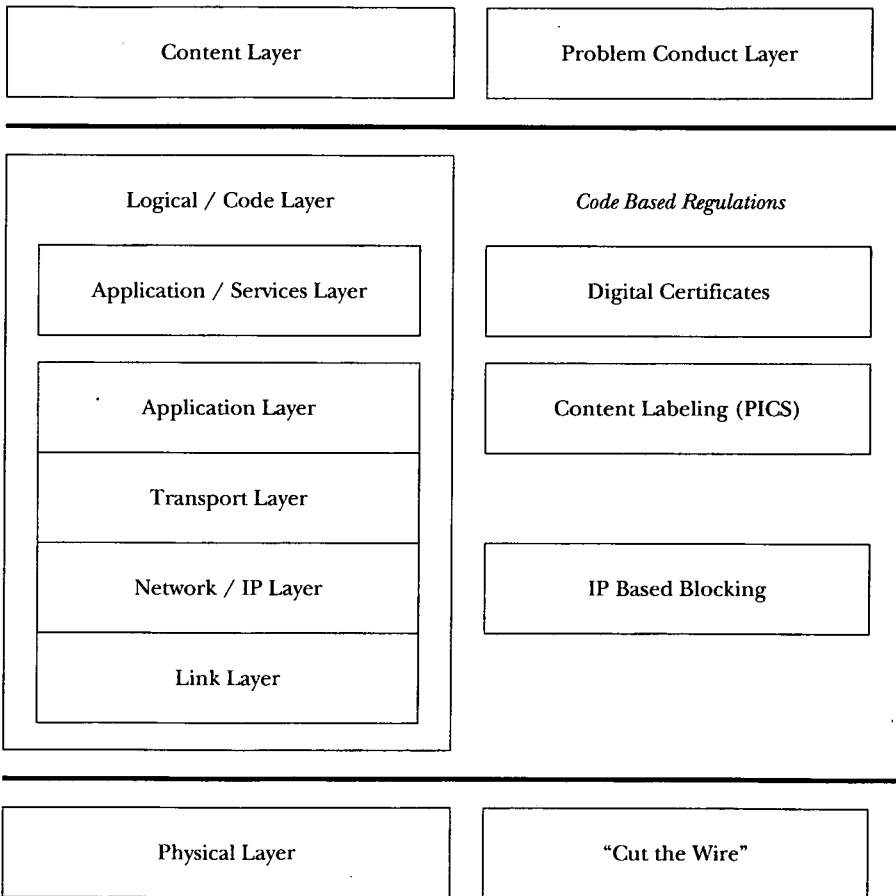 Content Layer
Problem Conduct Layer
Logical / Code Layer
Code Based Regulations
Application / Services Layer
Digital Certificates
Application Layer
Content Labeling (PICS)
Transport Layer
Network / IP Layer
IP Based Blocking
Link Layer
Physical Layer
“Cut the Wire”